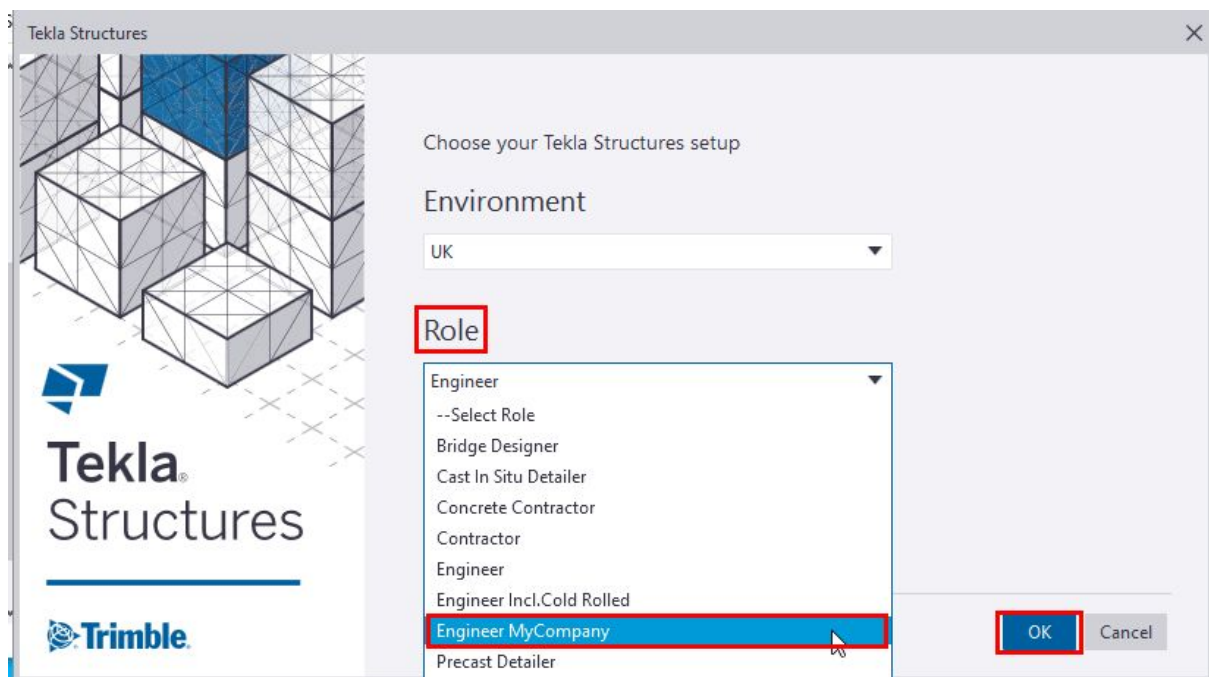 Tekla Structures
Choose your Tekla Structures setup
Environment
UK
Role
Engineer
--Select Role
Bridge Designer
Cast In Situ Detailer
Concrete Contractor
Contractor
Engineer
Engineer Incl.Cold Rolled
Engineer MyCompany
Precast Detailer
Tekla®
Structures
Trimble.
OK
Cancel